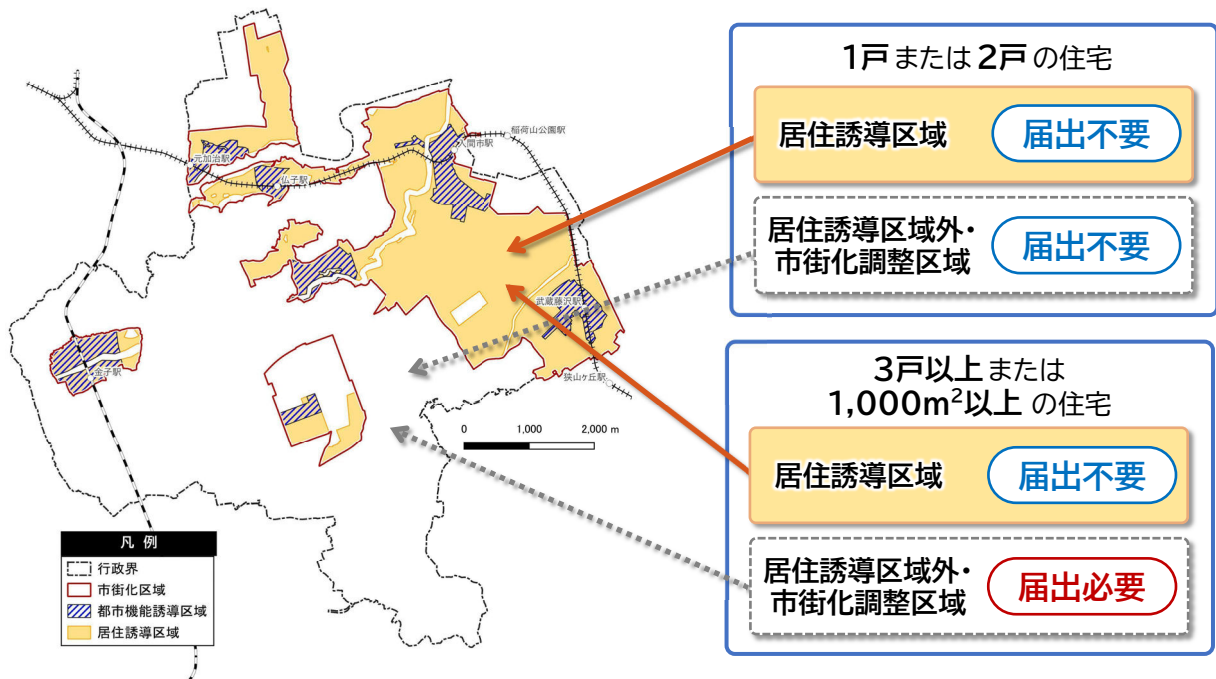 稲荷山公園駅
入間市駅
元加治駅
仏子駅
武蔵藤沢駅
狭山ヶ丘駅
金子駅
0 1,000 2,000 m
凡 例
行政界
市街化区域
都市機能誘導区域
居住誘導区域
1戸 または 2戸 の住宅
居住誘導区域 届出不要
居住誘導区域外・
市街化調整区域
届出不要
3戸以上 または
1,000m²以上 の住宅
居住誘導区域 届出不要
居住誘導区域外・
市街化調整区域
届出必要